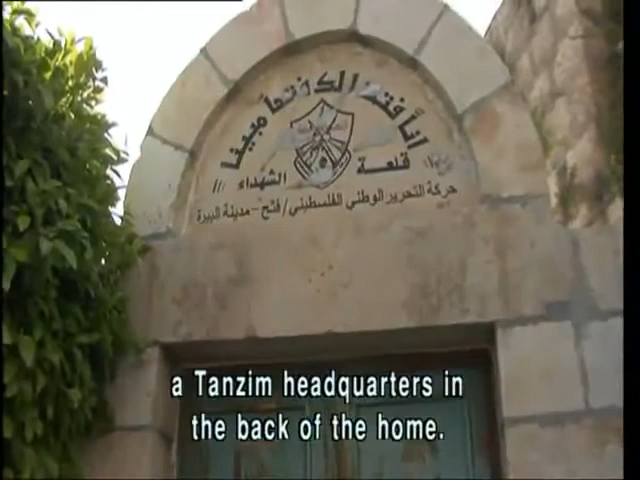 انا فتحنا لك فتحاً مبينا
قلعة الشهداء
حركة التحرير الوطني الفلسطيني/فتح-مدينة البيرة
a Tanzim headquarters in
the back of the home.